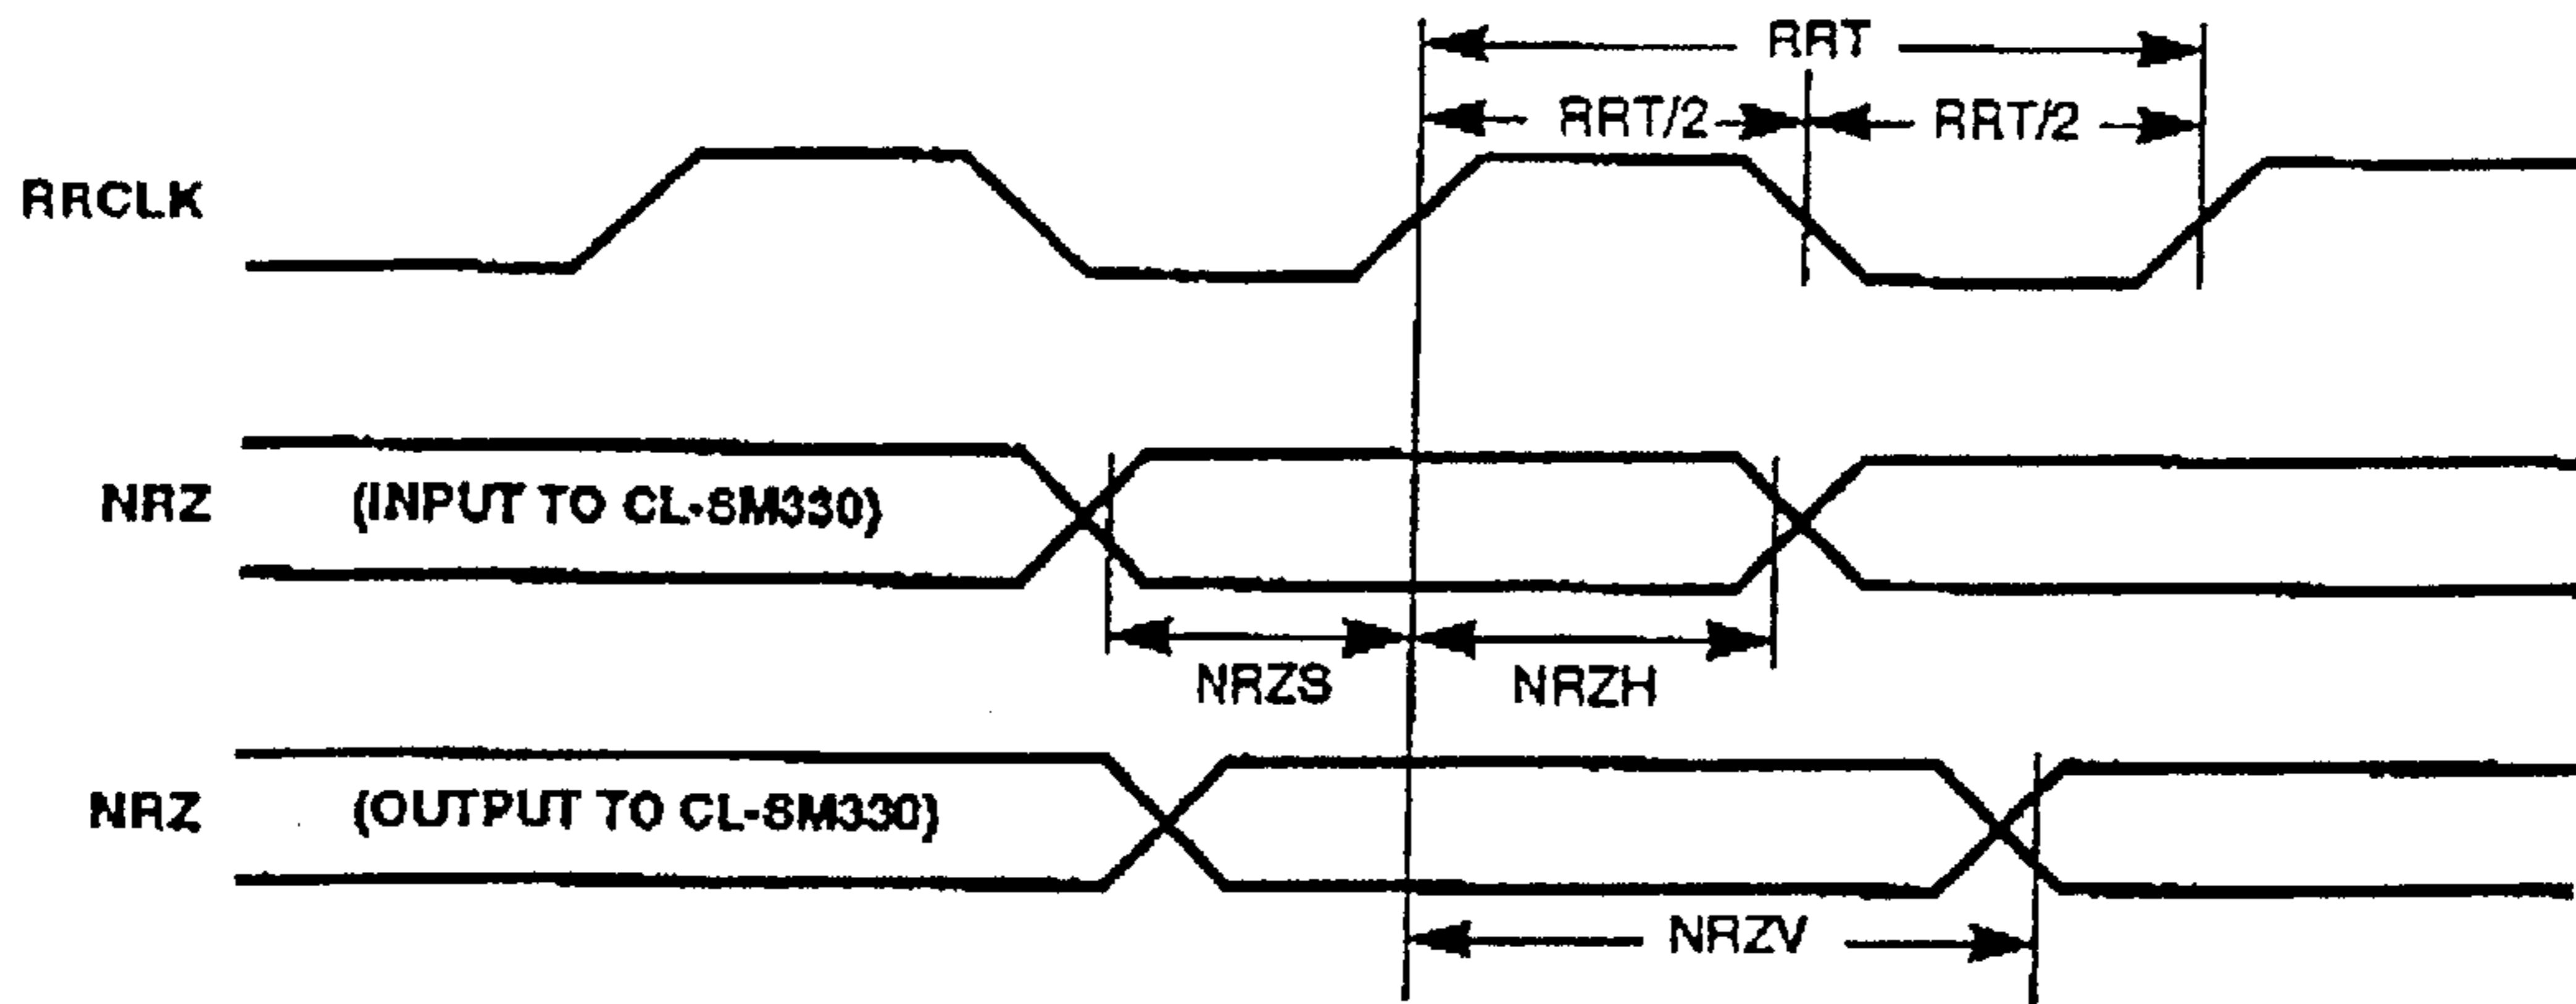 RRT
RRT/2 RRT/2
RRCLK
NRZ (INPUT TO CL-SM330)
NRZS NRZH
NRZ (OUTPUT TO CL-SM330)
NRZV